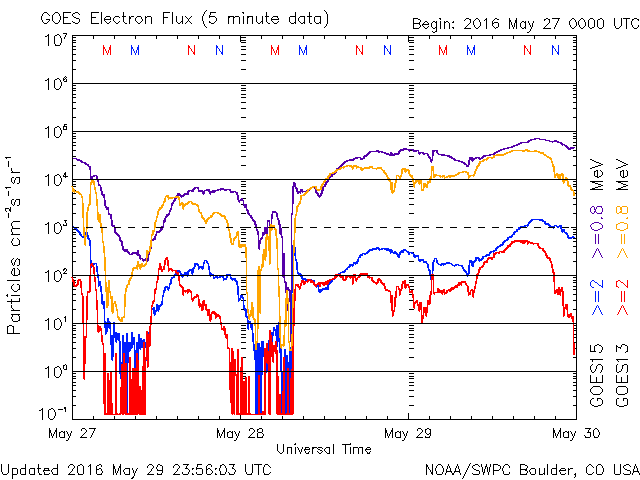 GOES Electron Flux (5 minute data)
Begin: 2016 May 27 0000 UTC
M M N N M M N N M M N N
10⁷
10⁶
10⁵
10⁴
10³
10²
10¹
10⁰
10⁻¹
Particles cm⁻²s⁻¹sr⁻¹
May 27 May 28 May 29 May 30
Universal Time
GOES15 >=2 >=0.8 MeV
GOES13 >=2 >=0.8 MeV
Updated 2016 May 29 23:56:03 UTC
NOAA/SWPC Boulder, CO USA